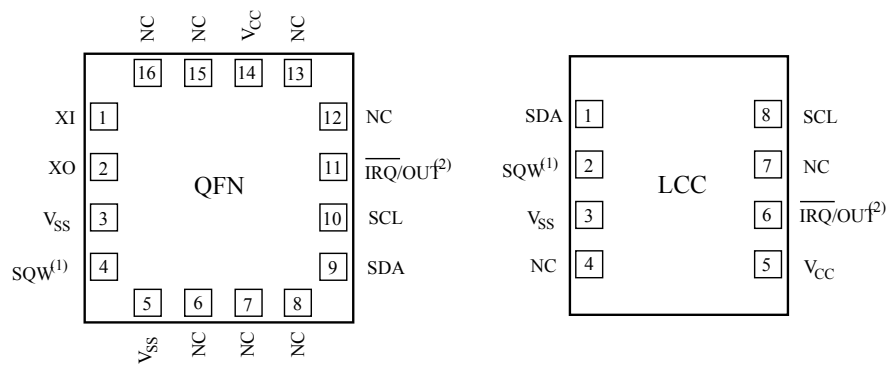 NC NC VCC NC
16 15 14 13
XI 1 12 NC SDA 1 8 SCL
XO 2 11 IRQ/OUT(2) SQW(1) 2 7 NC
QFN LCC
VSS 3 10 SCL VSS 3 6 IRQ/OUT(2)
SQW(1) 4 9 SDA NC 4 5 VCC
5 6 7 8
VSS NC NC NC